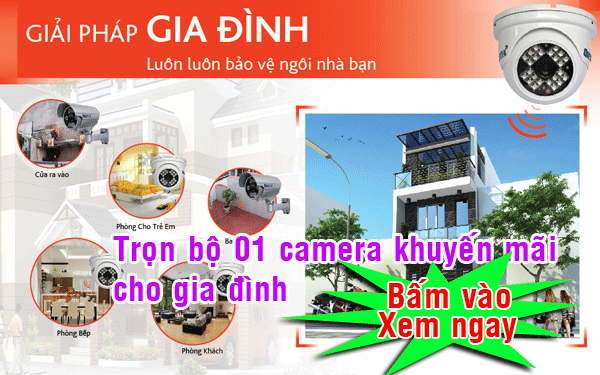 GIẢI PHÁP GIA ĐÌNH
Luôn luôn bảo vệ ngôi nhà bạn
Cửa ra vào
Phòng Cho Trẻ Em
Ba
Trọn bộ 01 camera khuyến mãi
cho gia đình
Bấm vào
Xem ngay
Phòng Bếp
Phòng Khách